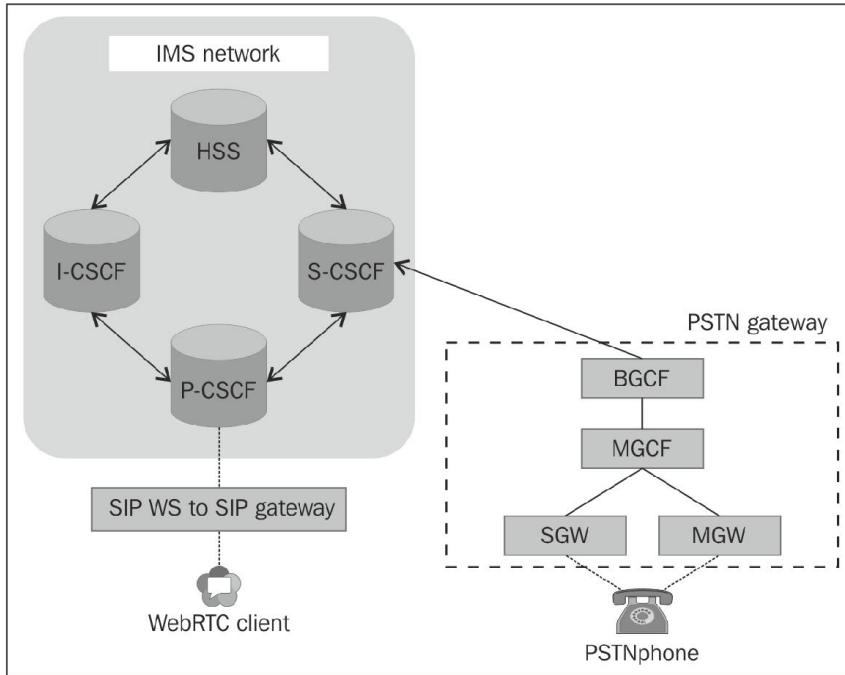 IMS network
HSS
I-CSCF
S-CSCF
P-CSCF
PSTN gateway
BGCF
MGCF
SGW
MGW
SIP WS to SIP gateway
WebRTC client
PSTNphone